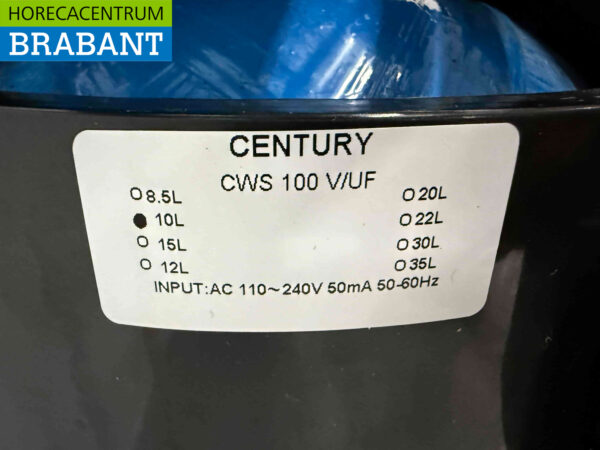 HORECACENTRUM
BRABANT
CENTURY
CWS 100 V/UF
8.5L
10L
15L
12L
20L
22L
30L
35L
INPUT:AC 110~240V 50mA 50-60Hz